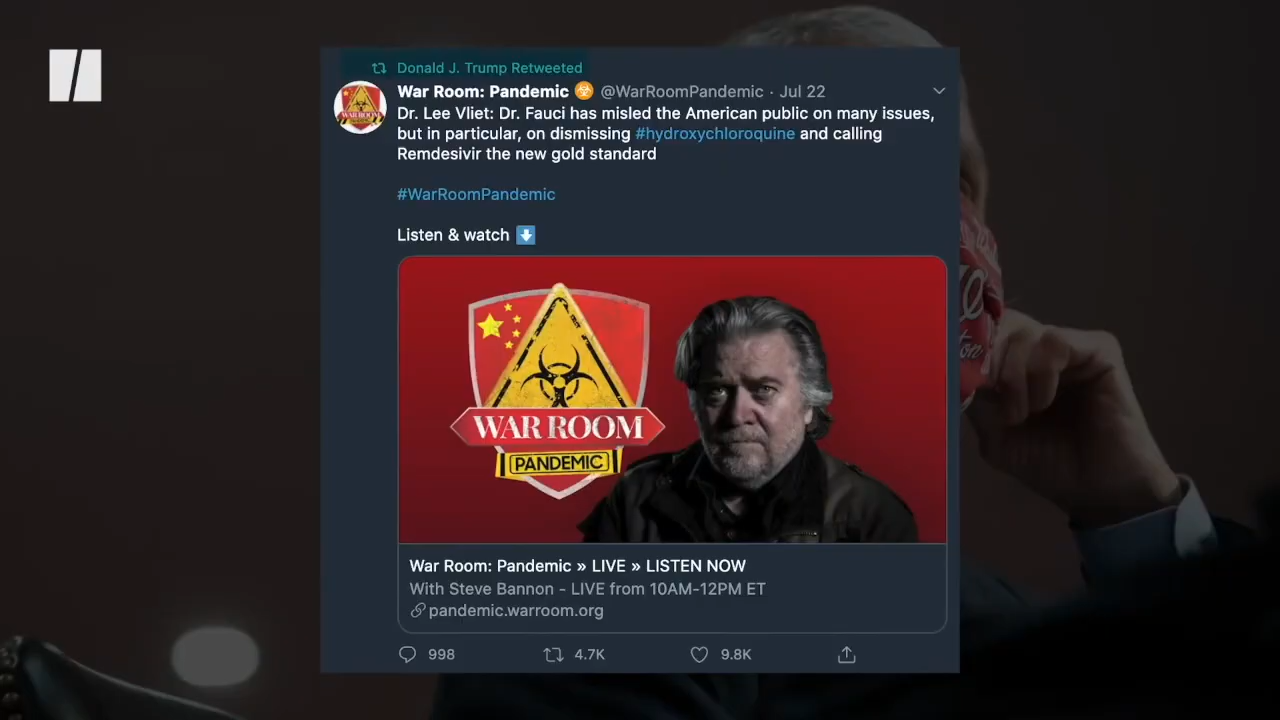 Donald J. Trump Retweeted
War Room: Pandemic @WarRoomPandemic · Jul 22
Dr. Lee Vliet: Dr. Fauci has misled the American public on many issues,
but in particular, on dismissing #hydroxychloroquine and calling
Remdesivir the new gold standard
#WarRoomPandemic
Listen & watch
WAR ROOM
PANDEMIC
War Room: Pandemic » LIVE » LISTEN NOW
With Steve Bannon - LIVE from 10AM-12PM ET
pandemic.warroom.org
998 4.7K 9.8K